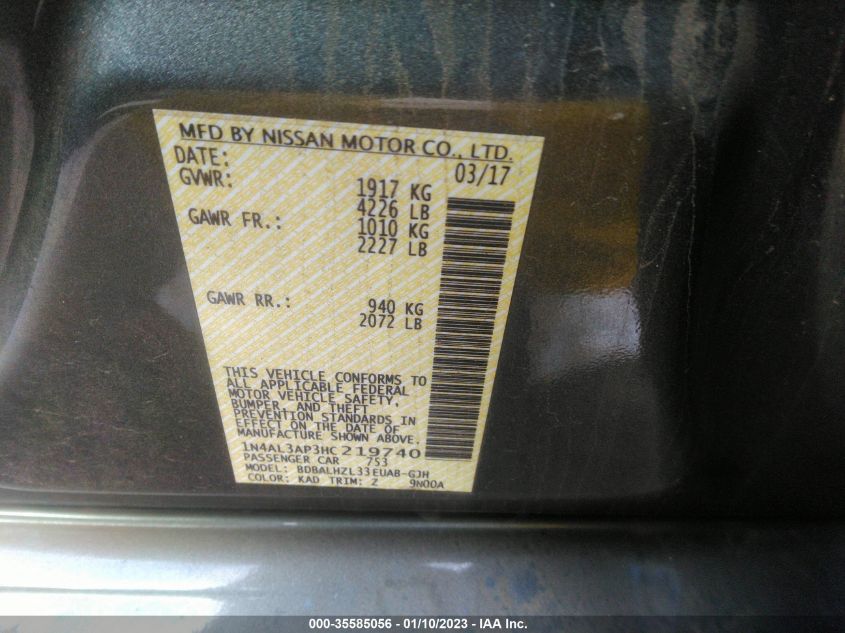 MFD BY NISSAN MOTOR CO., LTD.
DATE: 03/17
GVWR: 1917 KG
4226 LB
GAWR FR.: 1010 KG
2227 LB
GAWR RR.: 940 KG
2072 LB
THIS VEHICLE CONFORMS TO
ALL APPLICABLE FEDERAL
MOTOR VEHICLE SAFETY,
BUMPER, AND THEFT
PREVENTION STANDARDS IN
EFFECT ON THE DATE OF
MANUFACTURE SHOWN ABOVE.
1N4AL3AP3HC219740
PASSENGER CAR 753
MODEL: BDBALHZL33EUAB-GJH
COLOR: KAD TRIM: Z 9N00A
000-35585056 — 01/10/2023 — IAA Inc.